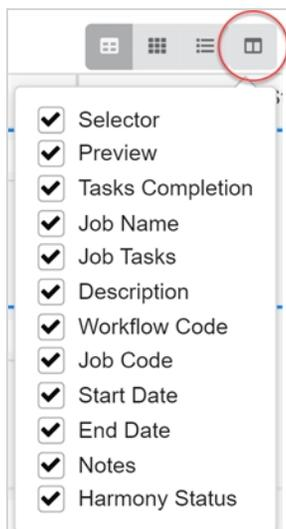 Selector
Preview
Tasks Completion
Job Name
Job Tasks
Description
Workflow Code
Job Code
Start Date
End Date
Notes
Harmony Status